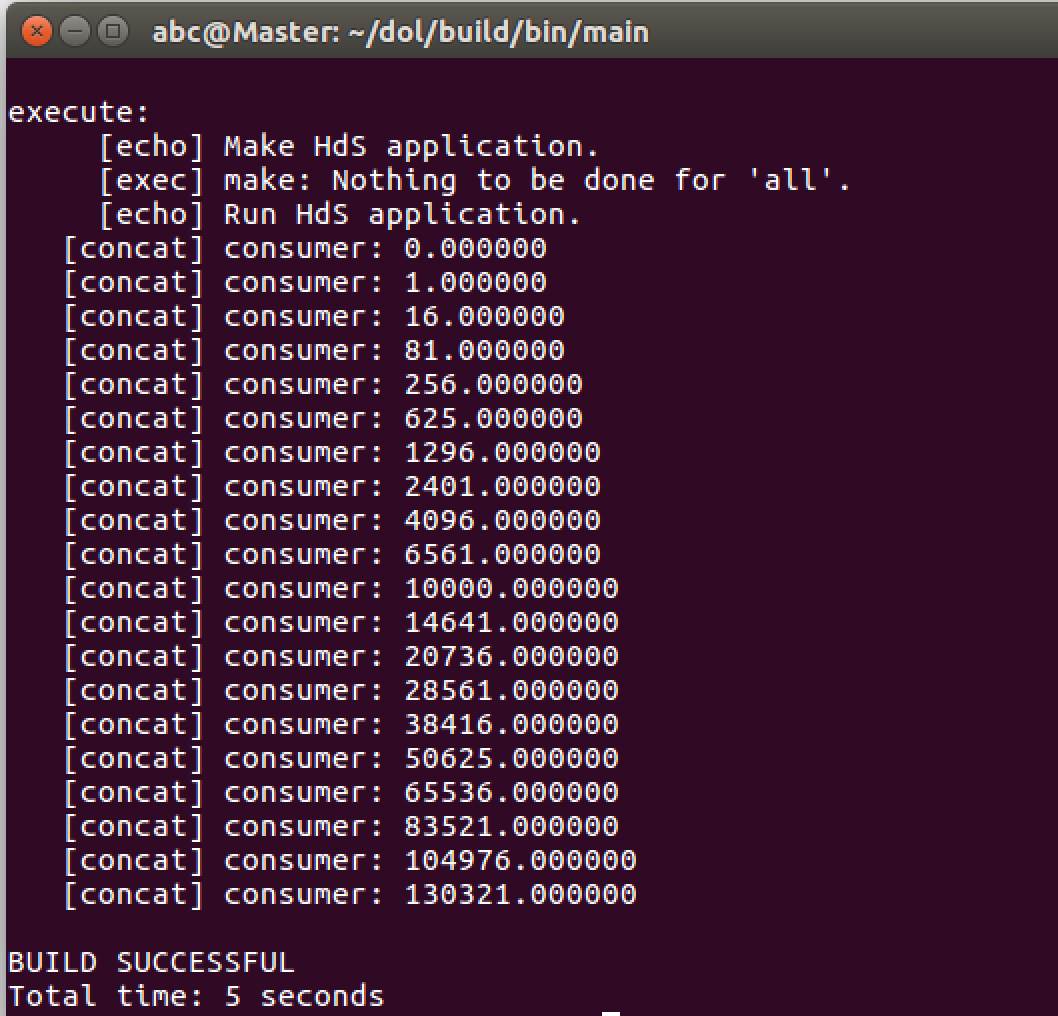 abc@Master: ~/dol/build/bin/main
execute:
[echo] Make HdS application.
[exec] make: Nothing to be done for 'all'.
[echo] Run HdS application.
[concat] consumer: 0.000000
[concat] consumer: 1.000000
[concat] consumer: 16.000000
[concat] consumer: 81.000000
[concat] consumer: 256.000000
[concat] consumer: 625.000000
[concat] consumer: 1296.000000
[concat] consumer: 2401.000000
[concat] consumer: 4096.000000
[concat] consumer: 6561.000000
[concat] consumer: 10000.000000
[concat] consumer: 14641.000000
[concat] consumer: 20736.000000
[concat] consumer: 28561.000000
[concat] consumer: 38416.000000
[concat] consumer: 50625.000000
[concat] consumer: 65536.000000
[concat] consumer: 83521.000000
[concat] consumer: 104976.000000
[concat] consumer: 130321.000000
BUILD SUCCESSFUL
Total time: 5 seconds